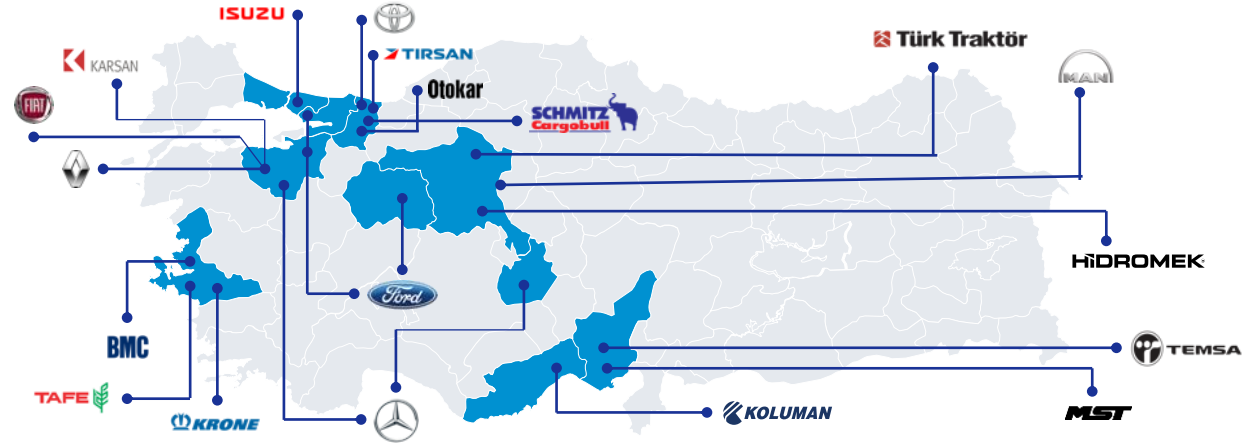 ISUZU
TIRSAN
KARSAN
Otokar
Türk Traktör
MAN
FIAT
SCHMITZ
Cargobull
HİDROMEK
Ford
BMC
TEMSA
TAFE
KRONE
KOLUMAN
MST